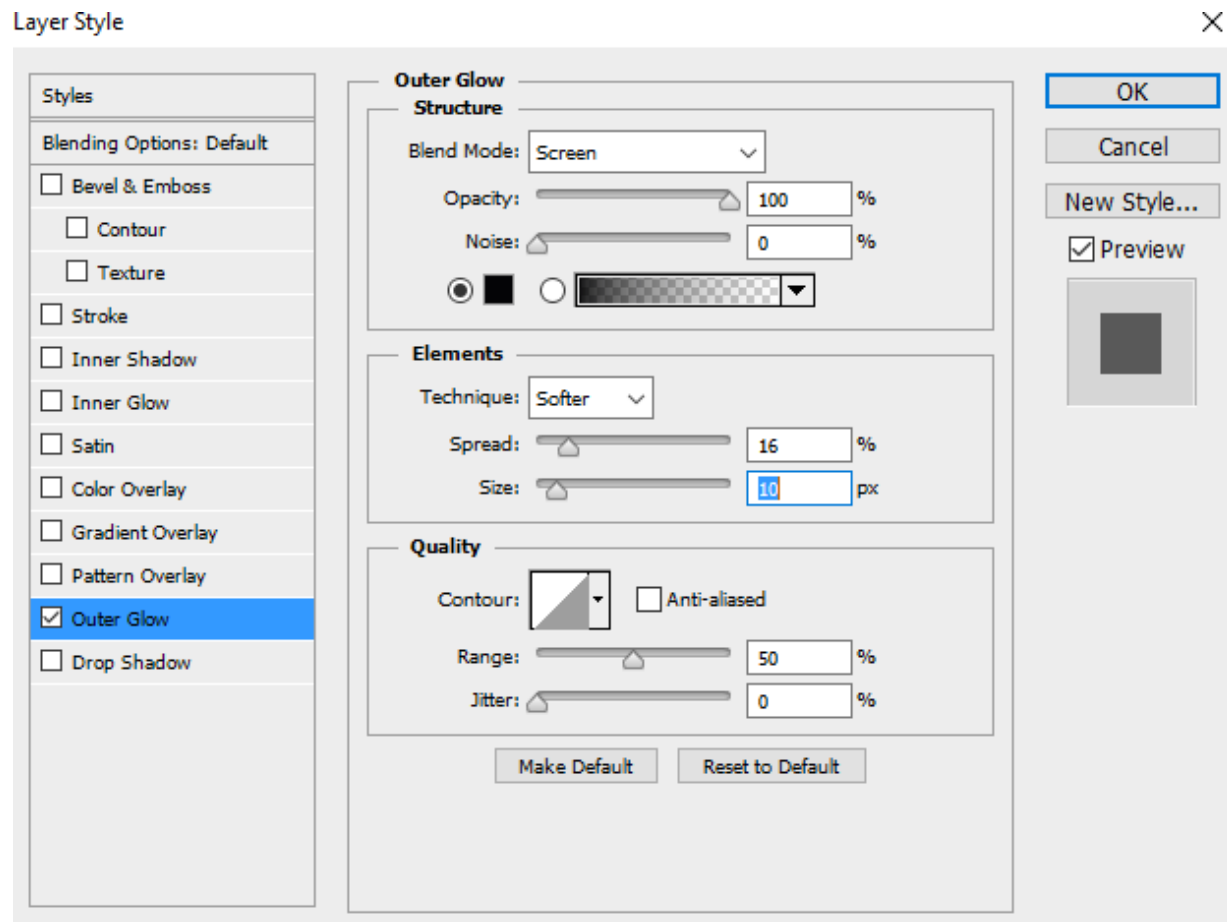 Layer Style
Styles
Blending Options: Default
Bevel & Emboss
Contour
Texture
Stroke
Inner Shadow
Inner Glow
Satin
Color Overlay
Gradient Overlay
Pattern Overlay
Outer Glow
Drop Shadow
Outer Glow
Structure
Blend Mode: Screen
Opacity: 100 %
Noise: 0 %
Elements
Technique: Softer
Spread: 16 %
Size: 10 px
Quality
Contour: Anti-aliased
Range: 50 %
Jitter: 0 %
Make Default Reset to Default
OK
Cancel
New Style...
Preview